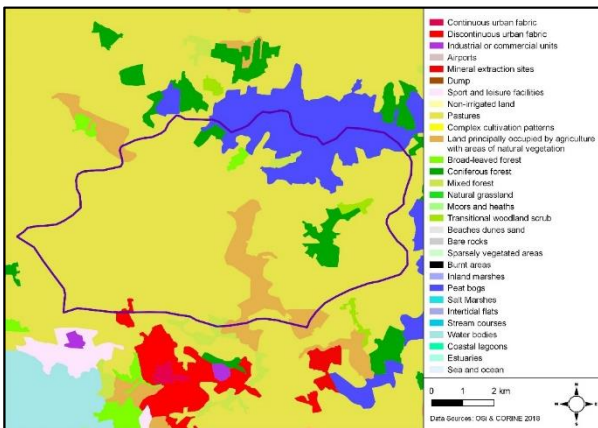 Continuous urban fabric
Discontinuous urban fabric
Industrial or commercial units
Airports
Mineral extraction sites
Dump
Sport and leisure facilities
Non-irrigated land
Pastures
Complex cultivation patterns
Land principally occupied by agriculture
with areas of natural vegetation
Broad-leaved forest
Coniferous forest
Mixed forest
Natural grassland
Moors and heaths
Transitional woodland scrub
Beaches dunes sand
Bare rocks
Sparsely vegetated areas
Burnt areas
Inland marshes
Peat bogs
Salt Marshes
Intertidal flats
Stream courses
Water bodies
Coastal lagoons
Estuaries
Sea and ocean
0 1 2 km
N
W E
S
Data Sources: OSi & CORINE 2018